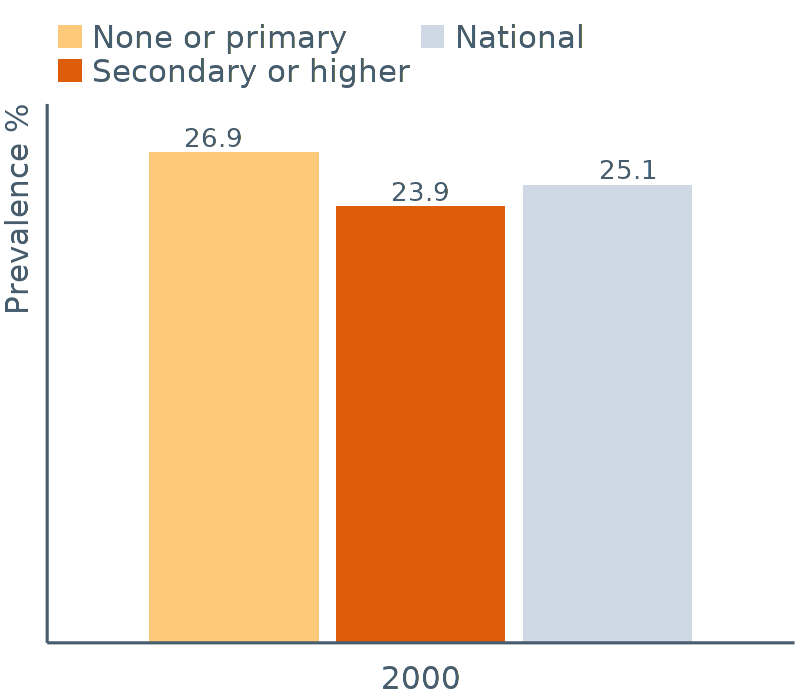 None or primary
National
Secondary or higher
Prevalence %
26.9
23.9
25.1
2000